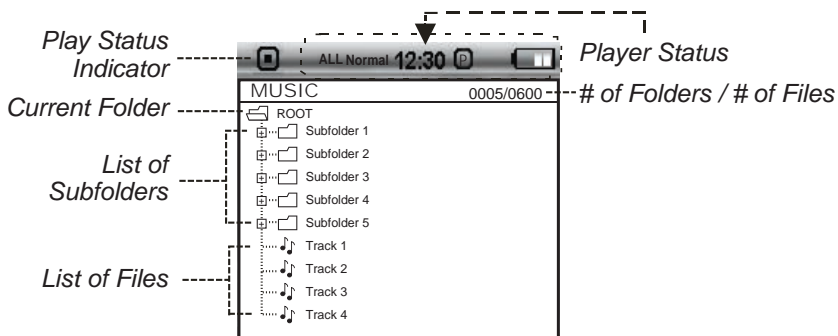 Play Status
Indicator
Current Folder
List of
Subfolders
List of Files
ALL Normal 12:30 P
Player Status
MUSIC 0005/0600
# of Folders / # of Files
ROOT
Subfolder 1
Subfolder 2
Subfolder 3
Subfolder 4
Subfolder 5
Track 1
Track 2
Track 3
Track 4